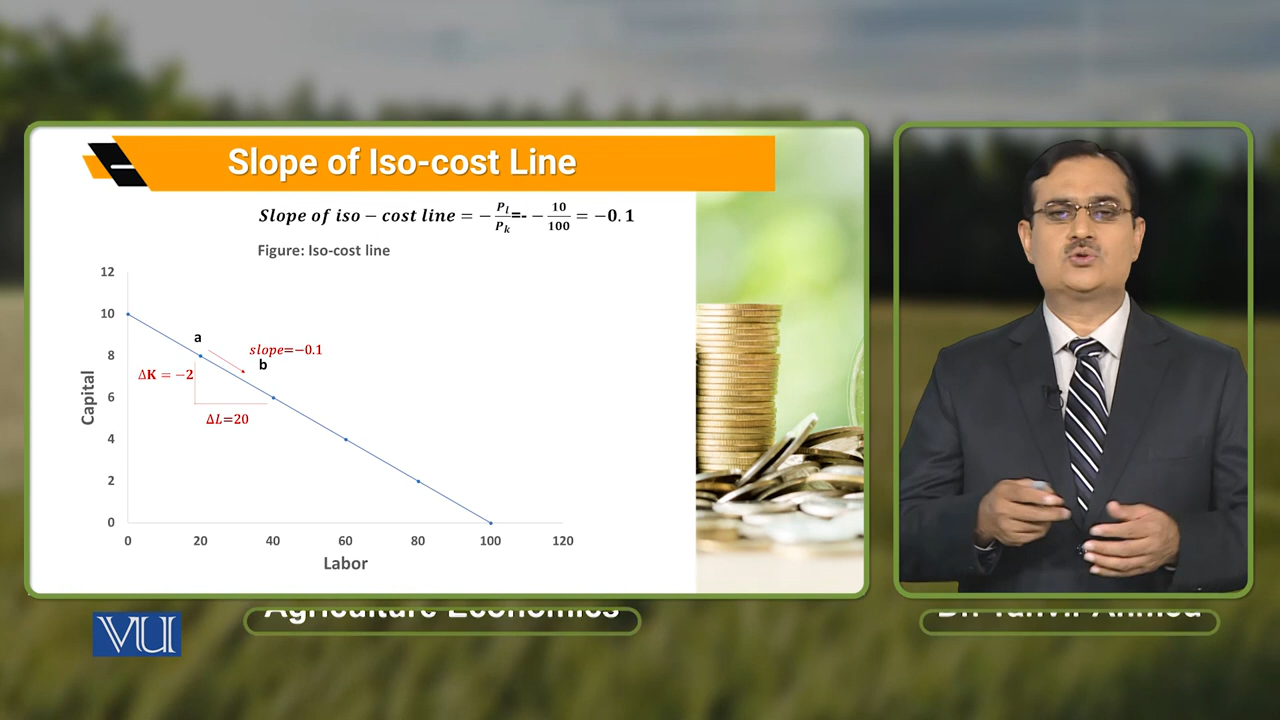 Slope of Iso-cost Line
Slope of iso − cost line = − P_l/P_k =- − 10/100 = −0.1
Figure: Iso-cost line
12
10
8
6
4
2
0
Capital
a
slope=−0.1
b
ΔK = −2
ΔL=20
0 20 40 60 80 100 120
Labor
VU
Agriculture Economics